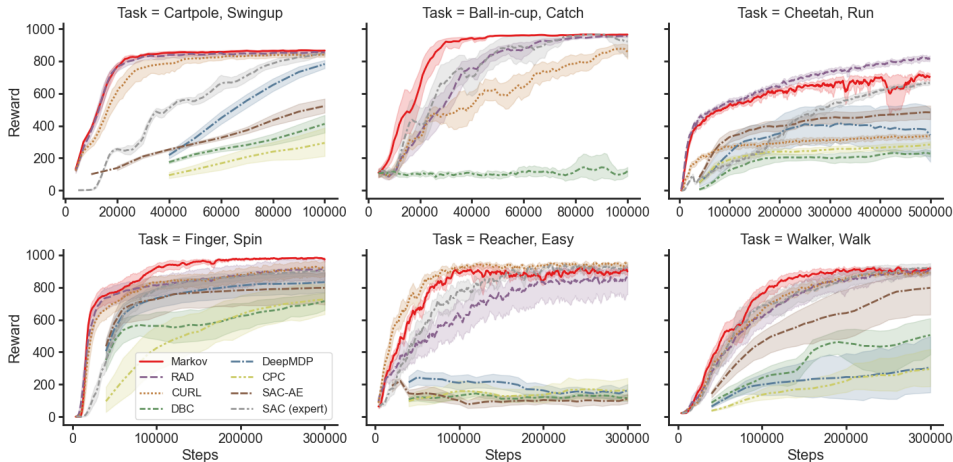 Task = Cartpole, Swingup
Task = Ball-in-cup, Catch
Task = Cheetah, Run
Reward
1000
800
600
400
200
0
0 20000 40000 60000 80000 100000
0 20000 40000 60000 80000 100000
0 100000 200000 300000 400000 500000
Task = Finger, Spin
Task = Reacher, Easy
Task = Walker, Walk
Reward
1000
800
600
400
200
0
Markov
RAD
CURL
DBC
DeepMDP
CPC
SAC-AE
SAC (expert)
0 100000 200000 300000
0 100000 200000 300000
0 100000 200000 300000
Steps
Steps
Steps